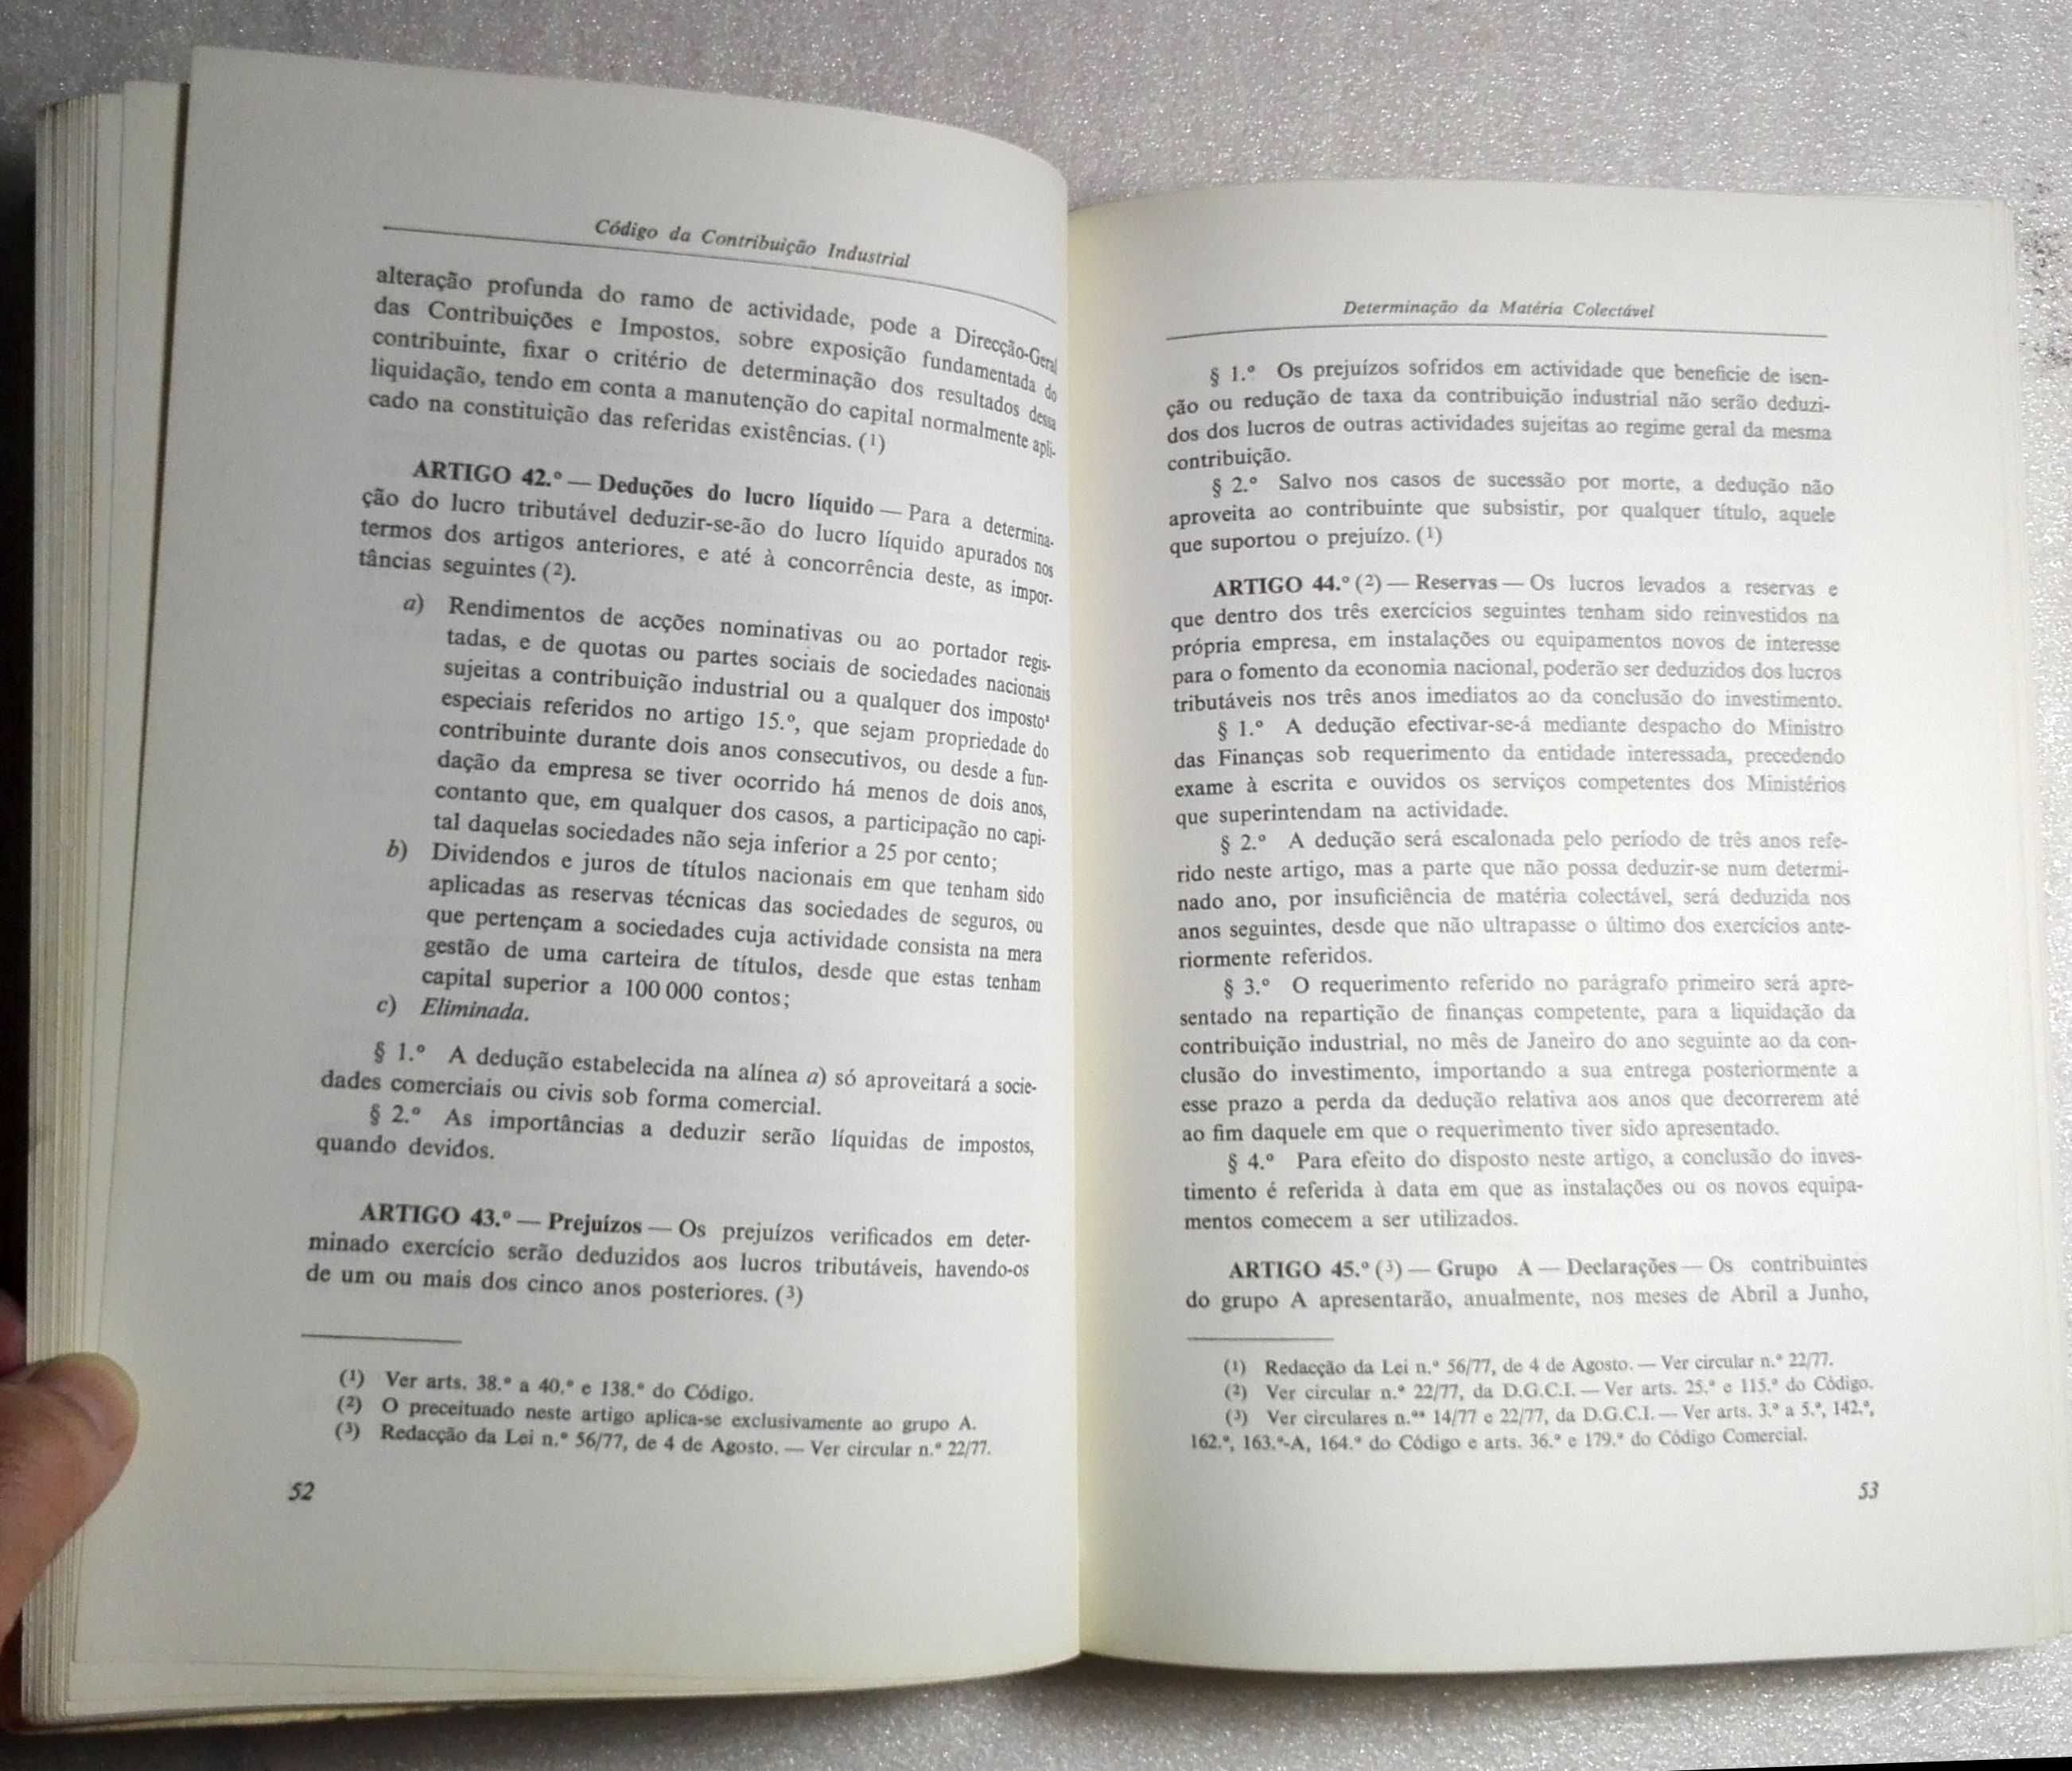 Código da Contribuição Industrial
alteração profunda do ramo de actividade, pode a Direcção-Geral
das Contribuições e Impostos, sobre exposição fundamentada do
contribuinte, fixar o critério de determinação dos resultados dessa
liquidação, tendo em conta a manutenção do capital normalmente apli-
cado na constituição das referidas existências. (1)
ARTIGO 42.º — Deduções do lucro líquido — Para a determina-
ção do lucro tributável deduzir-se-ão do lucro líquido apurados nos
termos dos artigos anteriores, e até à concorrência deste, as impor-
tâncias seguintes (2).
a) Rendimentos de acções nominativas ou ao portador regis-
tadas, e de quotas ou partes sociais de sociedades nacionais
sujeitas a contribuição industrial ou a qualquer dos impostos
especiais referidos no artigo 15.º, que sejam propriedade do
contribuinte durante dois anos consecutivos, ou desde a fun-
dação da empresa se tiver ocorrido há menos de dois anos,
contanto que, em qualquer dos casos, a participação no capi-
tal daquelas sociedades não seja inferior a 25 por cento;
b) Dividendos e juros de títulos nacionais em que tenham sido
aplicadas as reservas técnicas das sociedades de seguros, ou
que pertençam a sociedades cuja actividade consista na mera
gestão de uma carteira de títulos, desde que estas tenham
capital superior a 100 000 contos;
c) Eliminada.
§ 1.º A dedução estabelecida na alínea a) só aproveitará a socie-
dades comerciais ou civis sob forma comercial.
§ 2.º As importâncias a deduzir serão líquidas de impostos,
quando devidos.
ARTIGO 43.º — Prejuízos — Os prejuízos verificados em deter-
minado exercício serão deduzidos aos lucros tributáveis, havendo-os
de um ou mais dos cinco anos posteriores. (3)
(1) Ver arts. 38.º a 40.º e 138.º do Código.
(2) O preceituado neste artigo aplica-se exclusivamente ao grupo A.
(3) Redacção da Lei n.º 56/77, de 4 de Agosto. — Ver circular n.º 22/77.
52
Determinação da Matéria Colectável
§ 1.º Os prejuízos sofridos em actividade que beneficie de isen-
ção ou redução de taxa da contribuição industrial não serão deduzi-
dos dos lucros de outras actividades sujeitas ao regime geral da mesma
contribuição.
§ 2.º Salvo nos casos de sucessão por morte, a dedução não
aproveita ao contribuinte que subsistir, por qualquer título, aquele
que suportou o prejuízo. (1)
ARTIGO 44.º (2) — Reservas — Os lucros levados a reservas e
que dentro dos três exercícios seguintes tenham sido reinvestidos na
própria empresa, em instalações ou equipamentos novos de interesse
para o fomento da economia nacional, poderão ser deduzidos dos lucros
tributáveis nos três anos imediatos ao da conclusão do investimento.
§ 1.º A dedução efectivar-se-á mediante despacho do Ministro
das Finanças sob requerimento da entidade interessada, precedendo
exame à escrita e ouvidos os serviços competentes dos Ministérios
que superintendam na actividade.
§ 2.º A dedução será escalonada pelo período de três anos refe-
rido neste artigo, mas a parte que não possa deduzir-se num determi-
nado ano, por insuficiência de matéria colectável, será deduzida nos
anos seguintes, desde que não ultrapasse o último dos exercícios ante-
riormente referidos.
§ 3.º O requerimento referido no parágrafo primeiro será apre-
sentado na repartição de finanças competente, para a liquidação da
contribuição industrial, no mês de Janeiro do ano seguinte ao da con-
clusão do investimento, importando a sua entrega posteriormente a
esse prazo a perda da dedução relativa aos anos que decorrerem até
ao fim daquele em que o requerimento tiver sido apresentado.
§ 4.º Para efeito do disposto neste artigo, a conclusão do inves-
timento é referida à data em que as instalações ou os novos equipa-
mentos comecem a ser utilizados.
ARTIGO 45.º (3) — Grupo A — Declarações — Os contribuintes
do grupo A apresentarão, anualmente, nos meses de Abril a Junho,
(1) Redacção da Lei n.º 56/77, de 4 de Agosto. — Ver circular n.º 22/77.
(2) Ver circular n.º 22/77, da D.G.C.I. — Ver arts. 25.º e 115.º do Código.
(3) Ver circulares n.ºs 14/77 e 22/77, da D.G.C.I. — Ver arts. 3.º a 5.º, 142.º,
162.º, 163.º-A, 164.º do Código e arts. 36.º e 179.º do Código Comercial.
53